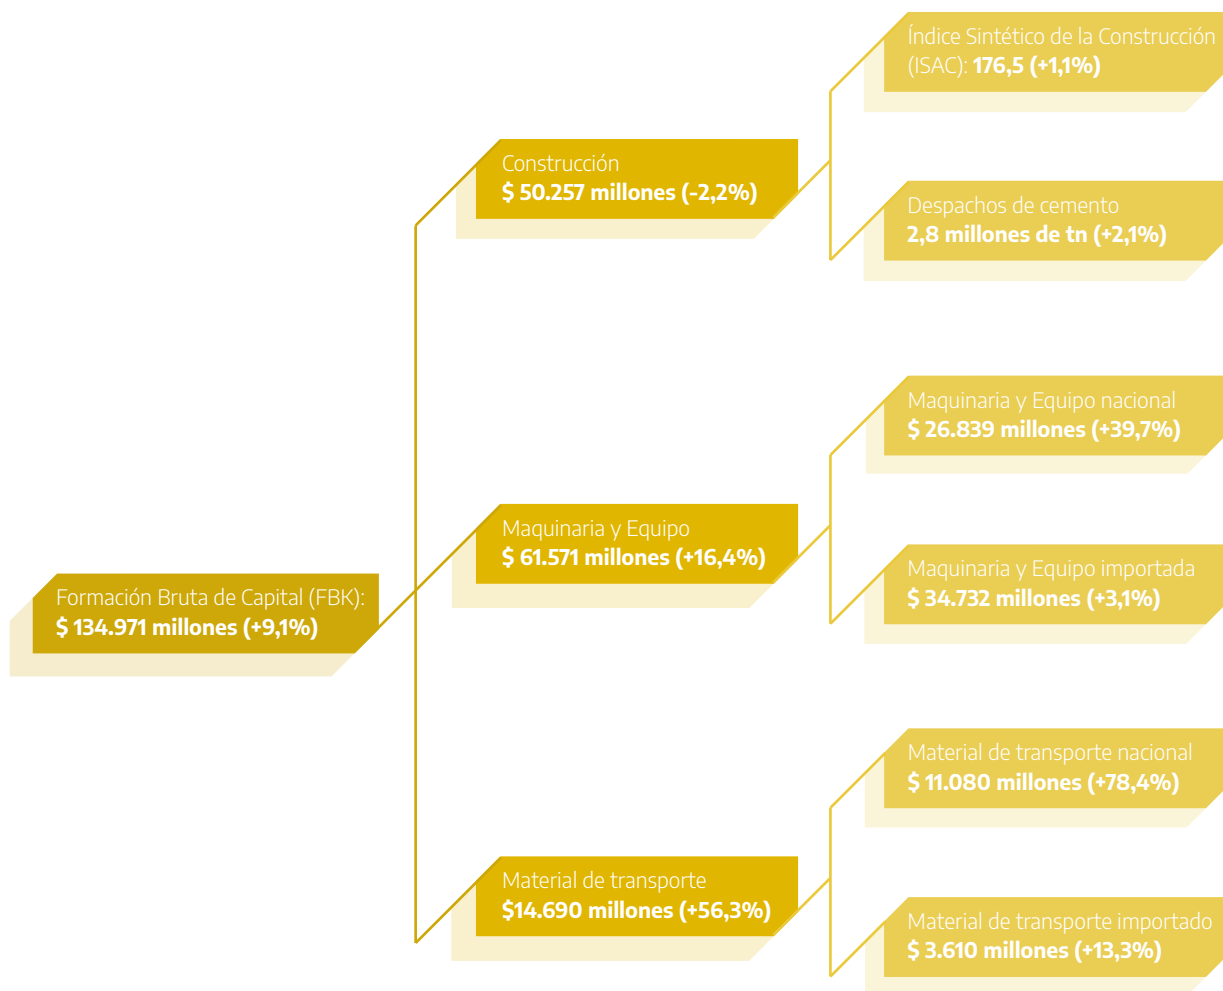 Formación Bruta de Capital (FBK):
$ 134.971 millones (+9,1%)
Construcción
$ 50.257 millones (-2,2%)
Índice Sintético de la Construcción
(ISAC): 176,5 (+1,1%)
Despachos de cemento
2,8 millones de tn (+2,1%)
Maquinaria y Equipo
$ 61.571 millones (+16,4%)
Maquinaria y Equipo nacional
$ 26.839 millones (+39,7%)
Maquinaria y Equipo importada
$ 34.732 millones (+3,1%)
Material de transporte
$14.690 millones (+56,3%)
Material de transporte nacional
$ 11.080 millones (+78,4%)
Material de transporte importado
$ 3.610 millones (+13,3%)